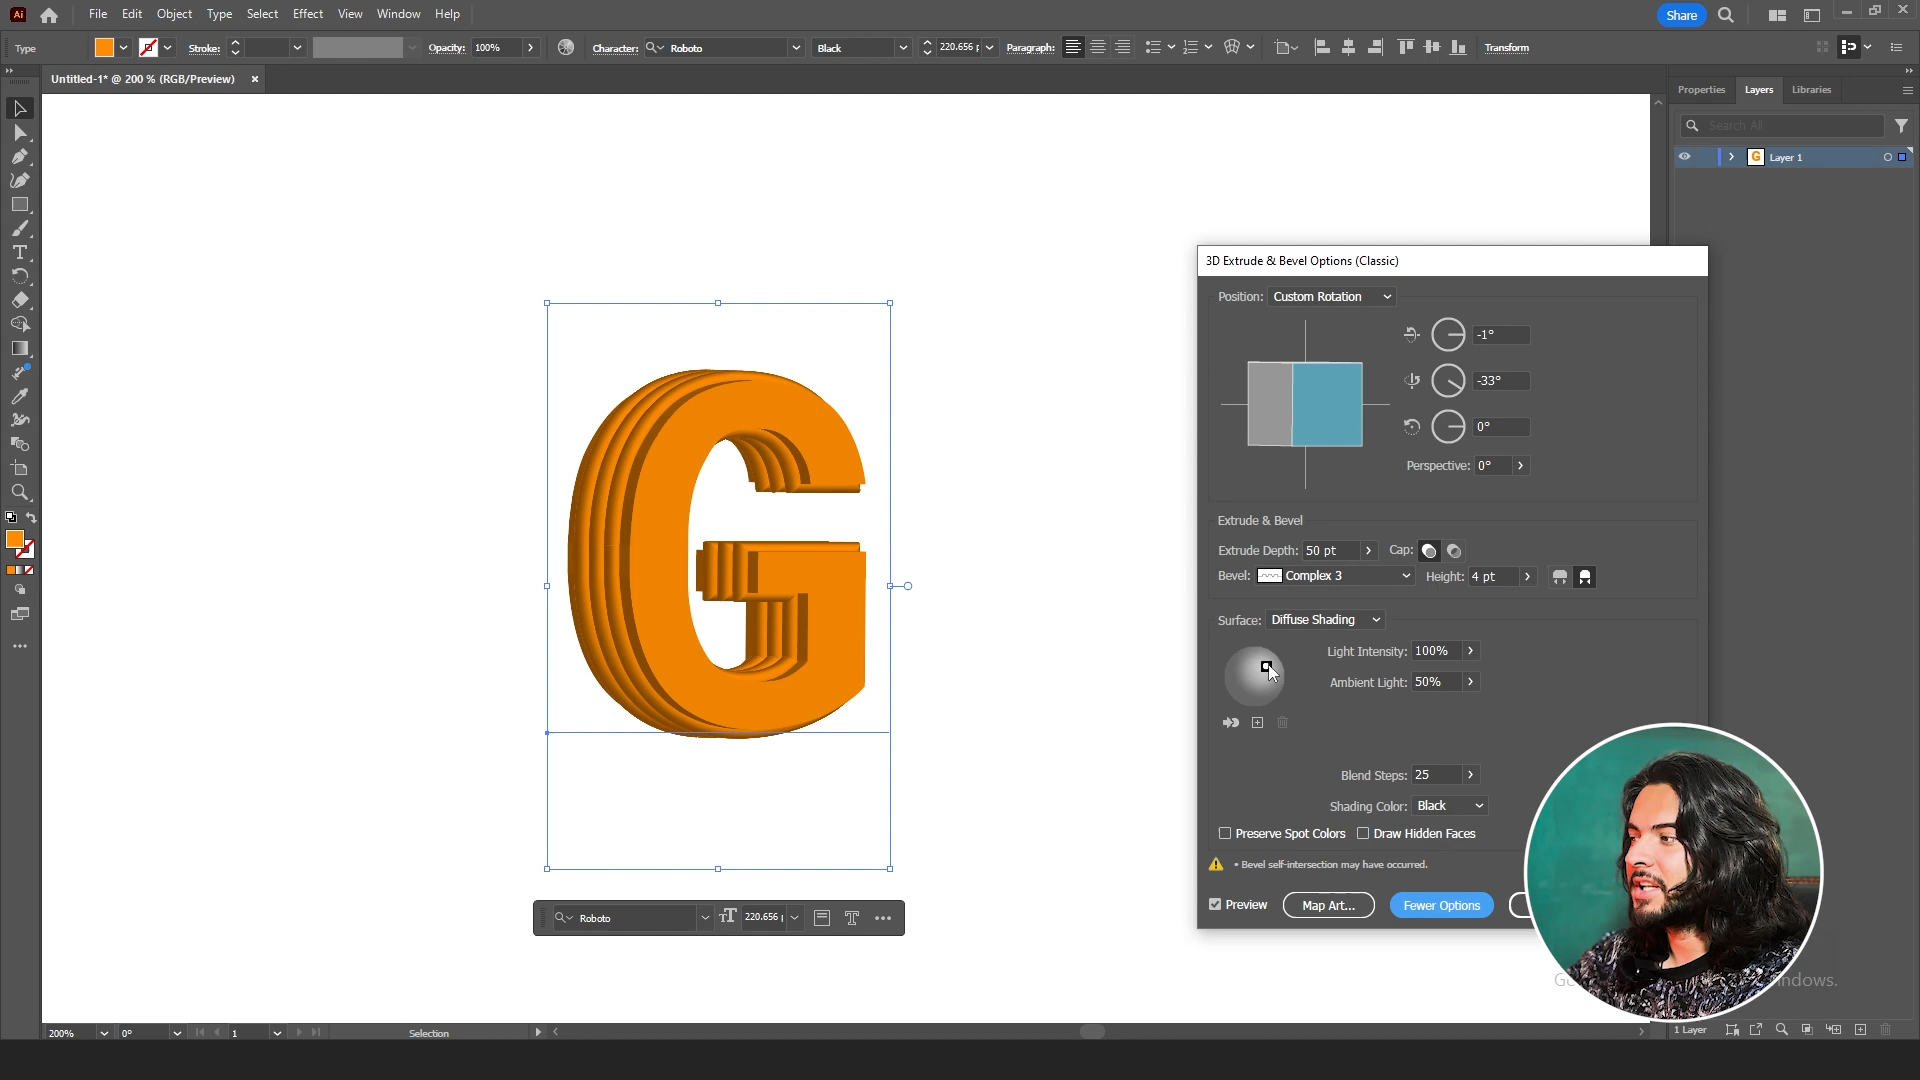 Ai File Edit Object Type Select Effect View Window Help Share
Type Stroke: Opacity: 100% Character: Roboto Black 220.656 p Paragraph: Transform
Untitled-1* @ 200 % (RGB/Preview)
Properties Layers Libraries
Search All
G Layer 1
3D Extrude & Bevel Options (Classic)
Position: Custom Rotation
-1°
-33°
0°
Perspective: 0°
Extrude & Bevel
Extrude Depth: 50 pt Cap:
Bevel: Complex 3 Height: 4 pt
Surface: Diffuse Shading
Light Intensity: 100%
Ambient Light: 50%
Blend Steps: 25
Shading Color: Black
Preserve Spot Colors Draw Hidden Faces
• Bevel self-intersection may have occurred.
Preview Map Art... Fewer Options
G
Roboto 220.656
200% 0° 1 Selection
1 Layer